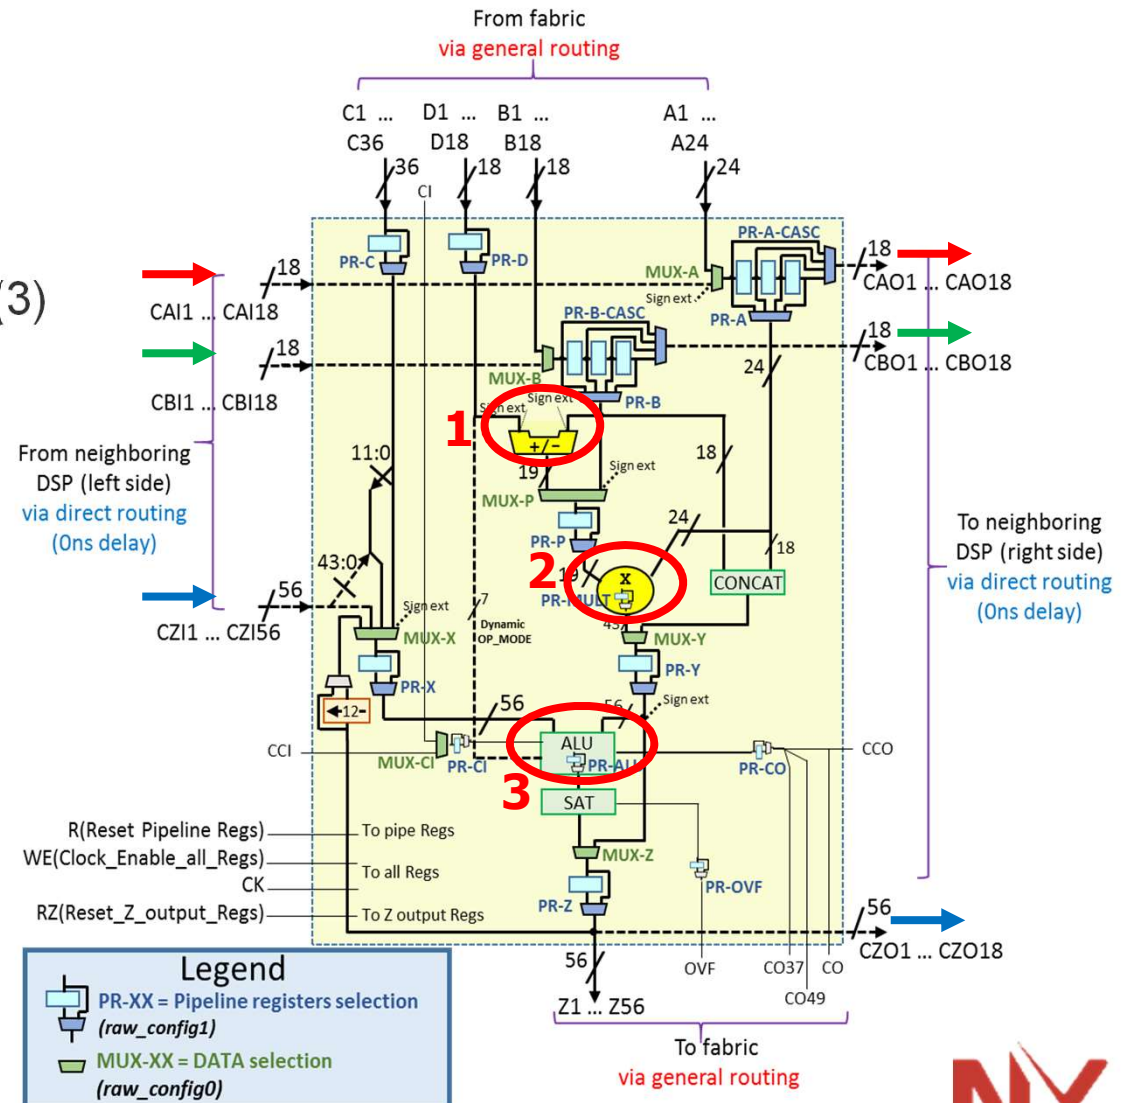 From fabric
via general routing
C1 ... D1 ... B1 ... A1 ...
C36 D18 B18 A24
36 18 18 24
CI
PR-A-CASC
PR-C PR-D
MUX-A
18
CAO1 ... CAO18
Sign ext
18
CAI1 ... CAI18
(3)
PR-B-CASC
PR-A
18
CBO1 ... CBO18
18
CBI1 ... CBI18
MUX-B
24
Sign ext
Sign ext
PR-B
1
+/-
From neighboring
DSP (left side)
via direct routing
(0ns delay)
11:0
19
Sign ext
18
MUX-P
24
PR-P
18
To neighboring
DSP (right side)
via direct routing
(0ns delay)
43:0
2
19
X
PR-MULT
CONCAT
56
CZI1 ... CZI56
Sign ext
7
Dynamic
OP_MODE
43
MUX-X
MUX-Y
PR-X
PR-Y
12
56
56
Sign ext
CCI
MUX-CI
PR-CI
ALU
PR-ALU
PR-CO
CCO
3
SAT
R(Reset Pipeline Regs)
To pipe Regs
WE(Clock_Enable_all_Regs)
To all Regs
CK
MUX-Z
PR-OVF
RZ(Reset_Z_output_Regs)
To Z output Regs
PR-Z
56
CZO1 ... CZO18
56
OVF
CO37
CO
CO49
Z1 ... Z56
To fabric
via general routing
Legend
PR-XX = Pipeline registers selection
(raw_config1)
MUX-XX = DATA selection
(raw_config0)
NX